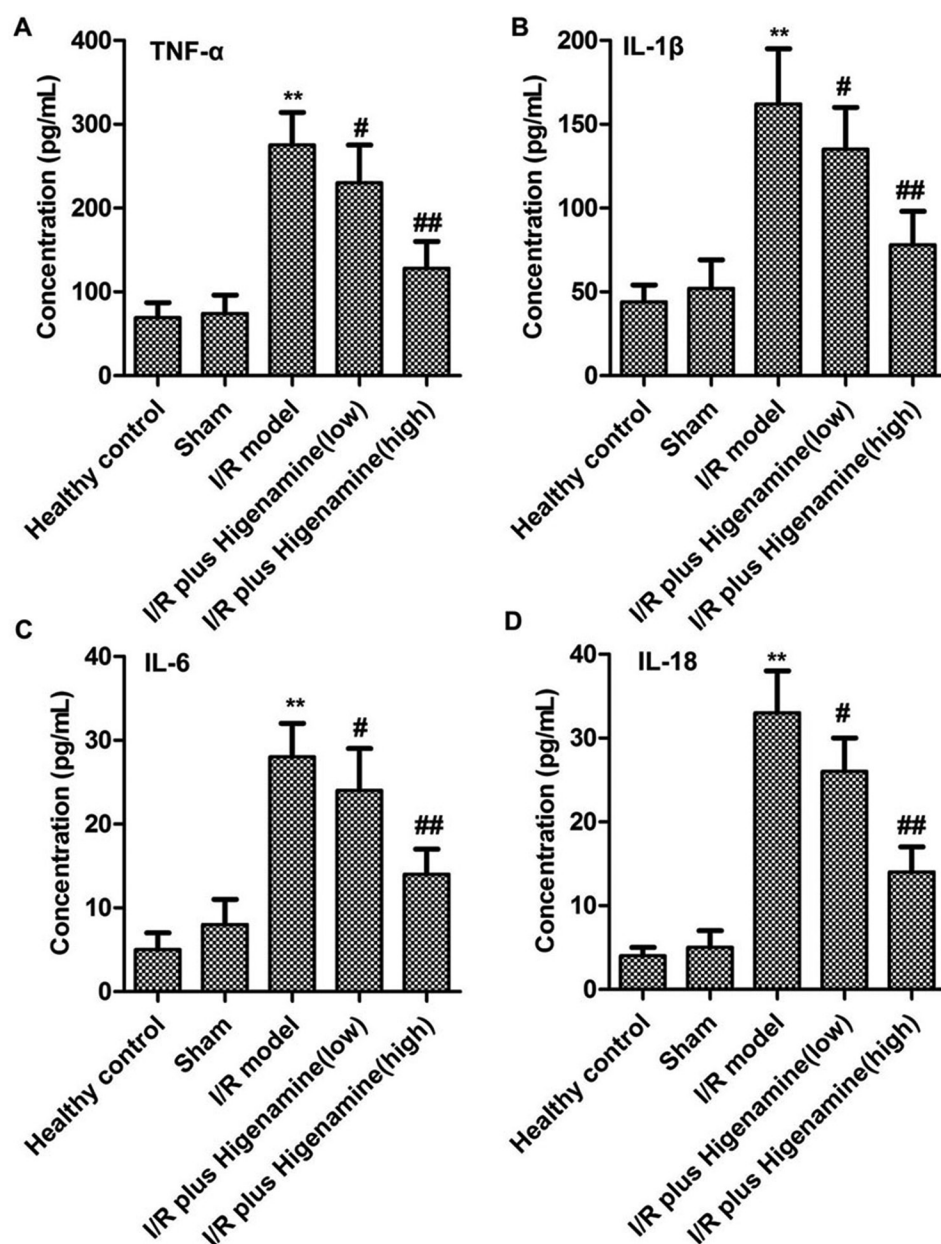 A
TNF-α
Concentration (pg/mL)
400
300
200
100
0
**
#
##
Healthy control
Sham
I/R model
I/R plus Higenamine(low)
I/R plus Higenamine(high)
B
IL-1β
Concentration (pg/mL)
200
150
100
50
0
**
#
##
Healthy control
Sham
I/R model
I/R plus Higenamine(low)
I/R plus Higenamine(high)
C
IL-6
Concentration (pg/mL)
40
30
20
10
0
**
#
##
Healthy control
Sham
I/R model
I/R plus Higenamine(low)
I/R plus Higenamine(high)
D
IL-18
Concentration (pg/mL)
40
30
20
10
0
**
#
##
Healthy control
Sham
I/R model
I/R plus Higenamine(low)
I/R plus Higenamine(high)